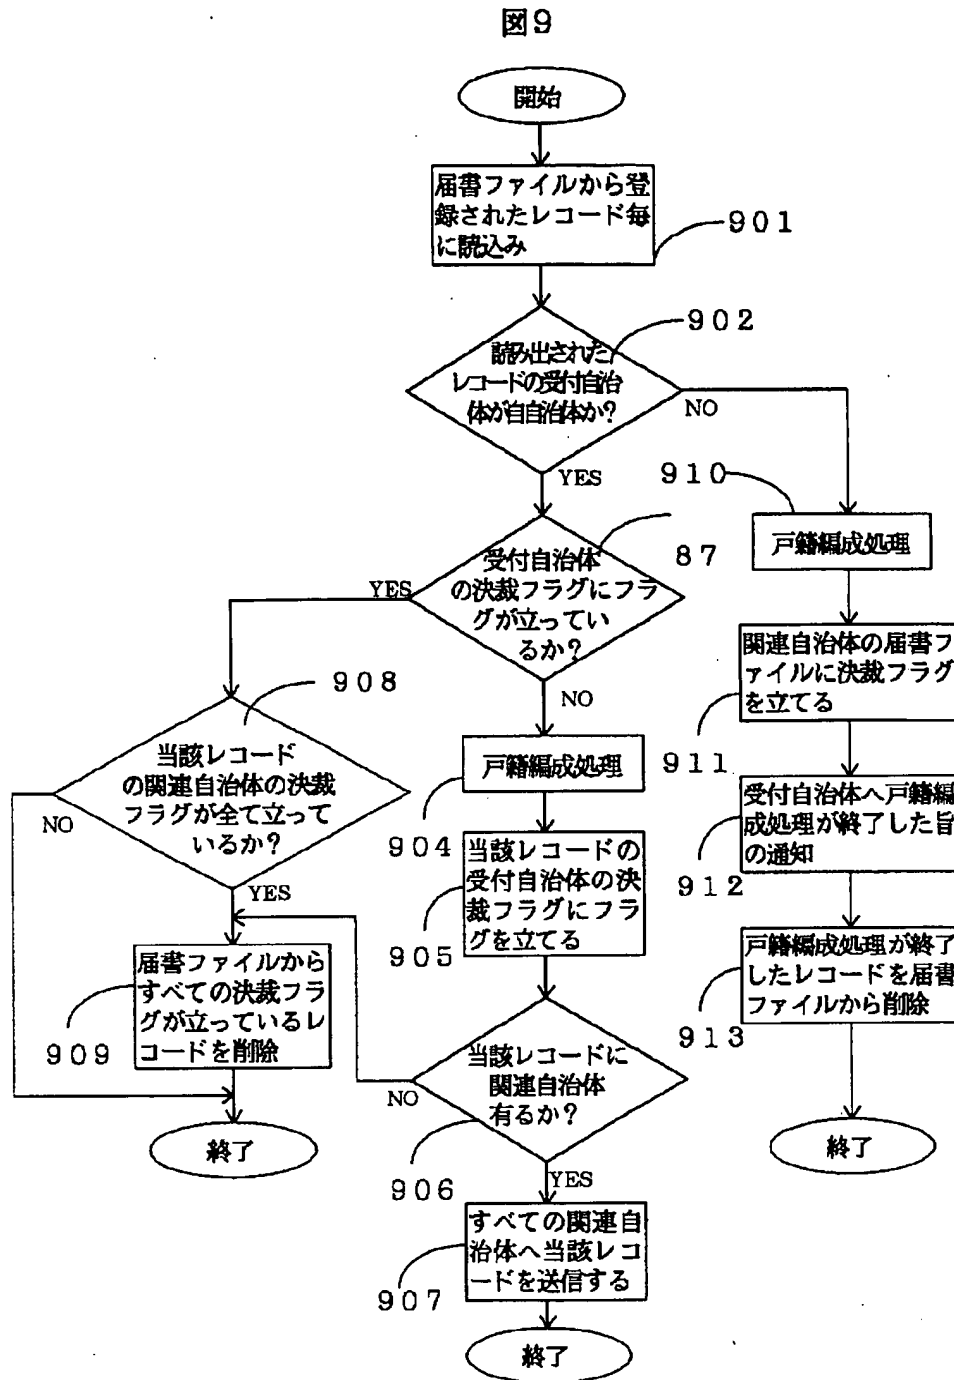 図9
開始
届書ファイルから登
録されたレコード毎
に読込み
901
902
読み出された
レコードの受付自治
体が自自治体か?
NO
YES
910
戸籍編成処理
87
受付自治体
の決裁フラグにフラ
グが立ってい
るか?
YES
NO
関連自治体の届書フ
ァイルに決裁フラグ
を立てる
911
908
当該レコード
の関連自治体の決裁
フラグが全て立って
いるか?
NO
YES
戸籍編成処理
904
受付自治体へ戸籍編
成処理が終了した旨
の通知
912
当該レコードの
受付自治体の決
裁フラグにフラ
グを立てる
905
戸籍編成処理が終了
したレコードを届書
ファイルから削除
913
届書ファイルから
すべての決裁フラ
グが立っているレ
コードを削除
909
当該レコードに
関連自治体
有るか?
NO
906
YES
終了
終了
すべての関連自
治体へ当該レコ
ードを送信する
907
終了